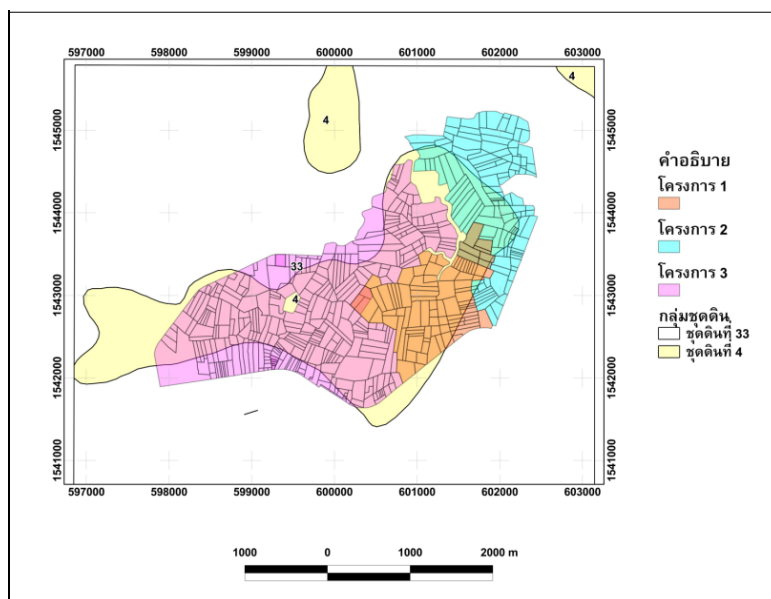 597000 598000 599000 600000 601000 602000 603000
4
4
1545000 1545000
1544000 1544000
33
1543000 1543000
4
1542000 1542000
1541000 1541000
597000 598000 599000 600000 601000 602000 603000
คำอธิบาย
โครงการ 1
โครงการ 2
โครงการ 3
กลุ่มชุดดิน
ชุดดินที่ 33
ชุดดินที่ 4
1000 0 1000 2000 m